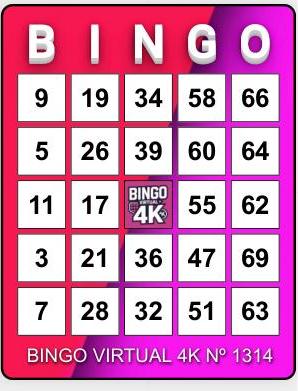 B I N G O
9 19 34 58 66
5 26 39 60 64
11 17 BINGO VIRTUAL 4K 55 62
3 21 36 47 69
7 28 32 51 63
BINGO VIRTUAL 4K Nº 1314